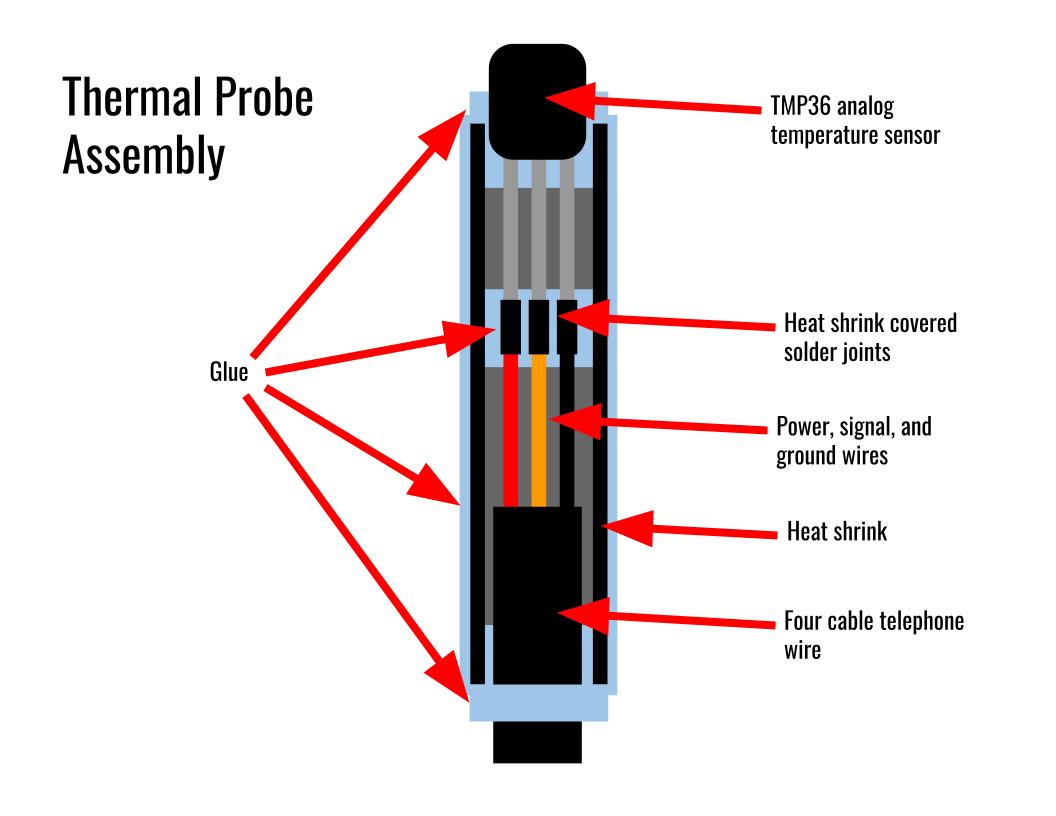 Thermal Probe
Assembly
TMP36 analog
temperature sensor
Heat shrink covered
solder joints
Glue
Power, signal, and
ground wires
Heat shrink
Four cable telephone
wire